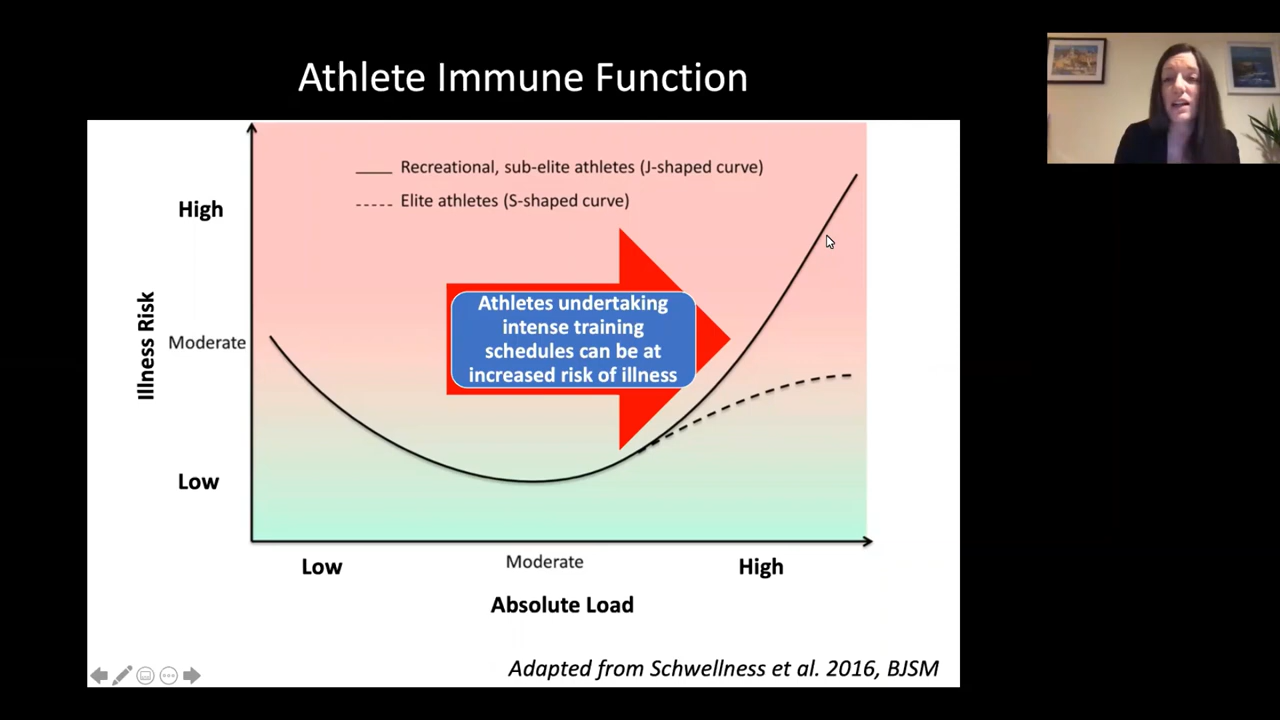 Athlete Immune Function
Recreational, sub-elite athletes (J-shaped curve)
Elite athletes (S-shaped curve)
High
Illness Risk
Moderate
Low
Athletes undertaking
intense training
schedules can be at
increased risk of illness
Low
Moderate
High
Absolute Load
Adapted from Schwellness et al. 2016, BJSM